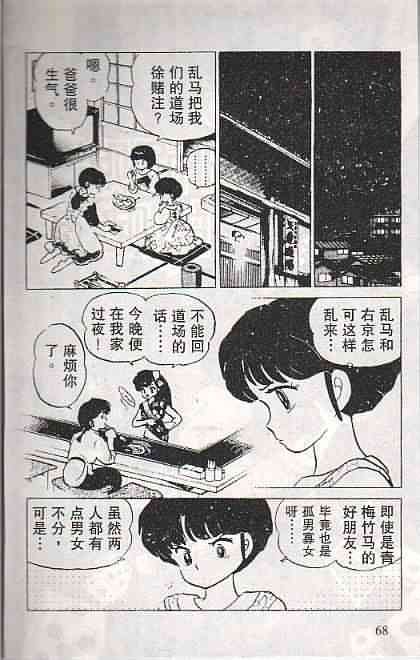 乱马把我
们的道场
徐赌注？
嗯。
爸爸很
生气。
………
乱马和
右京怎
可这样
乱来…
不能回
道场的
话……
今晚便
在我家
过夜！
麻烦你
了。
即使是青
梅竹马的
好朋友…
毕竟也是
孤男寡女
呀…
虽然两
人都有
点男女
不分，
可是…
68